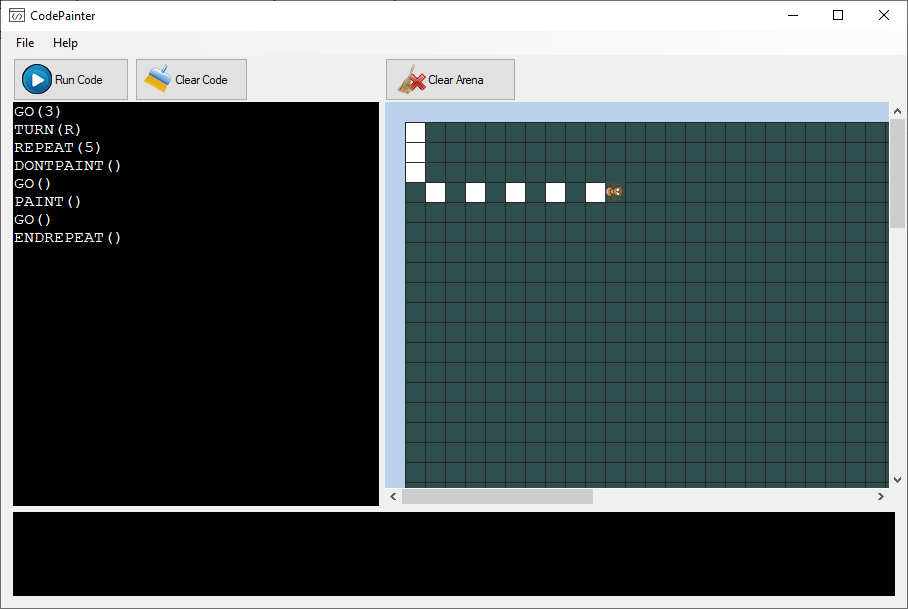 CodePainter
File Help
Run Code Clear Code Clear Arena
GO(3)
TURN(R)
REPEAT(5)
DONTPAINT()
GO()
PAINT()
GO()
ENDREPEAT()